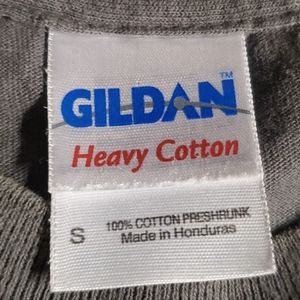 GILDAN™
Heavy Cotton
S 100% COTTON PRESHRUNK
Made in Honduras